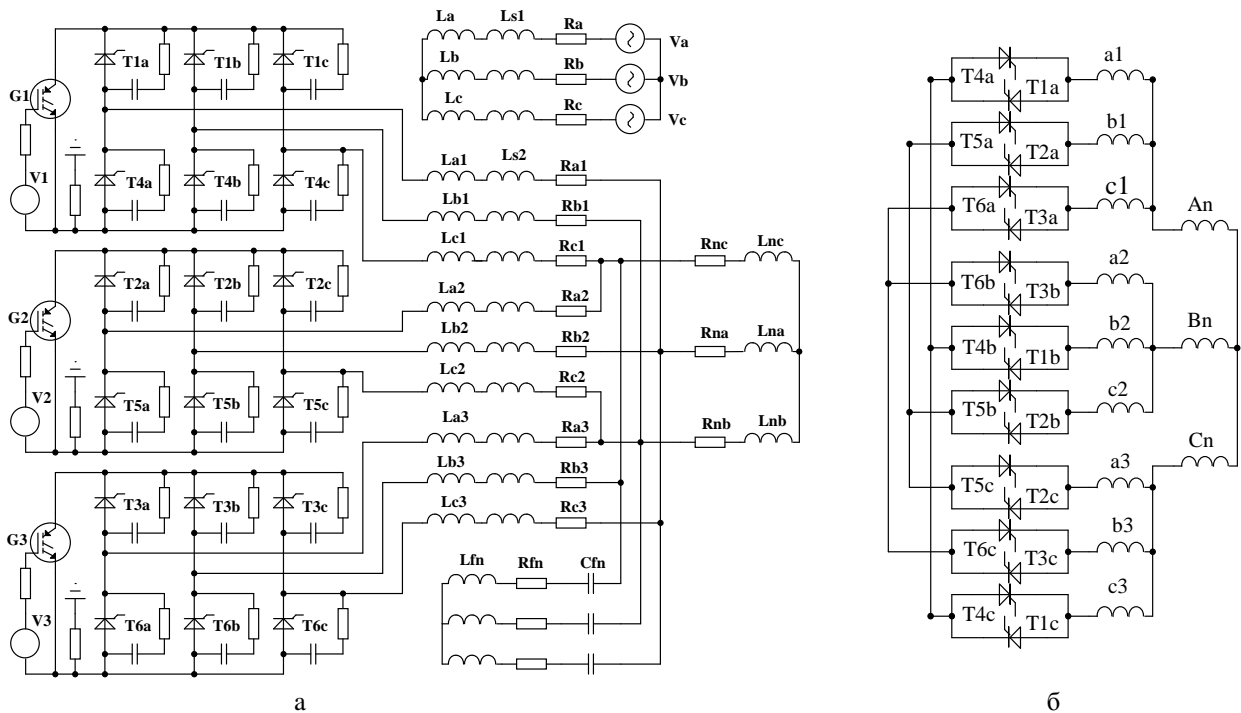 La Ls1 Ra Va
Lb Rb Vb
Lc Rc Vc
G1 T1a T1b T1c
V1 T4a T4b T4c
G2 T2a T2b T2c
V2 T5a T5b T5c
G3 T3a T3b T3c
V3 T6a T6b T6c
La1 Ls2 Ra1
Lb1 Rb1
Lc1 Rc1
La2 Ra2
Lb2 Rb2
Lc2 Rc2
La3 Ra3
Lb3 Rb3
Lc3 Rc3
Rnc Lnc
Rna Lna
Rnb Lnb
Lfn Rfn Cfn
а
T4a T1a a1
T5a T2a b1
T6a T3a c1
An
T6b T3b a2
T4b T1b b2
Bn
T5b T2b c2
Cn
T5c T2c a3
T6c T3c b3
T4c T1c c3
б